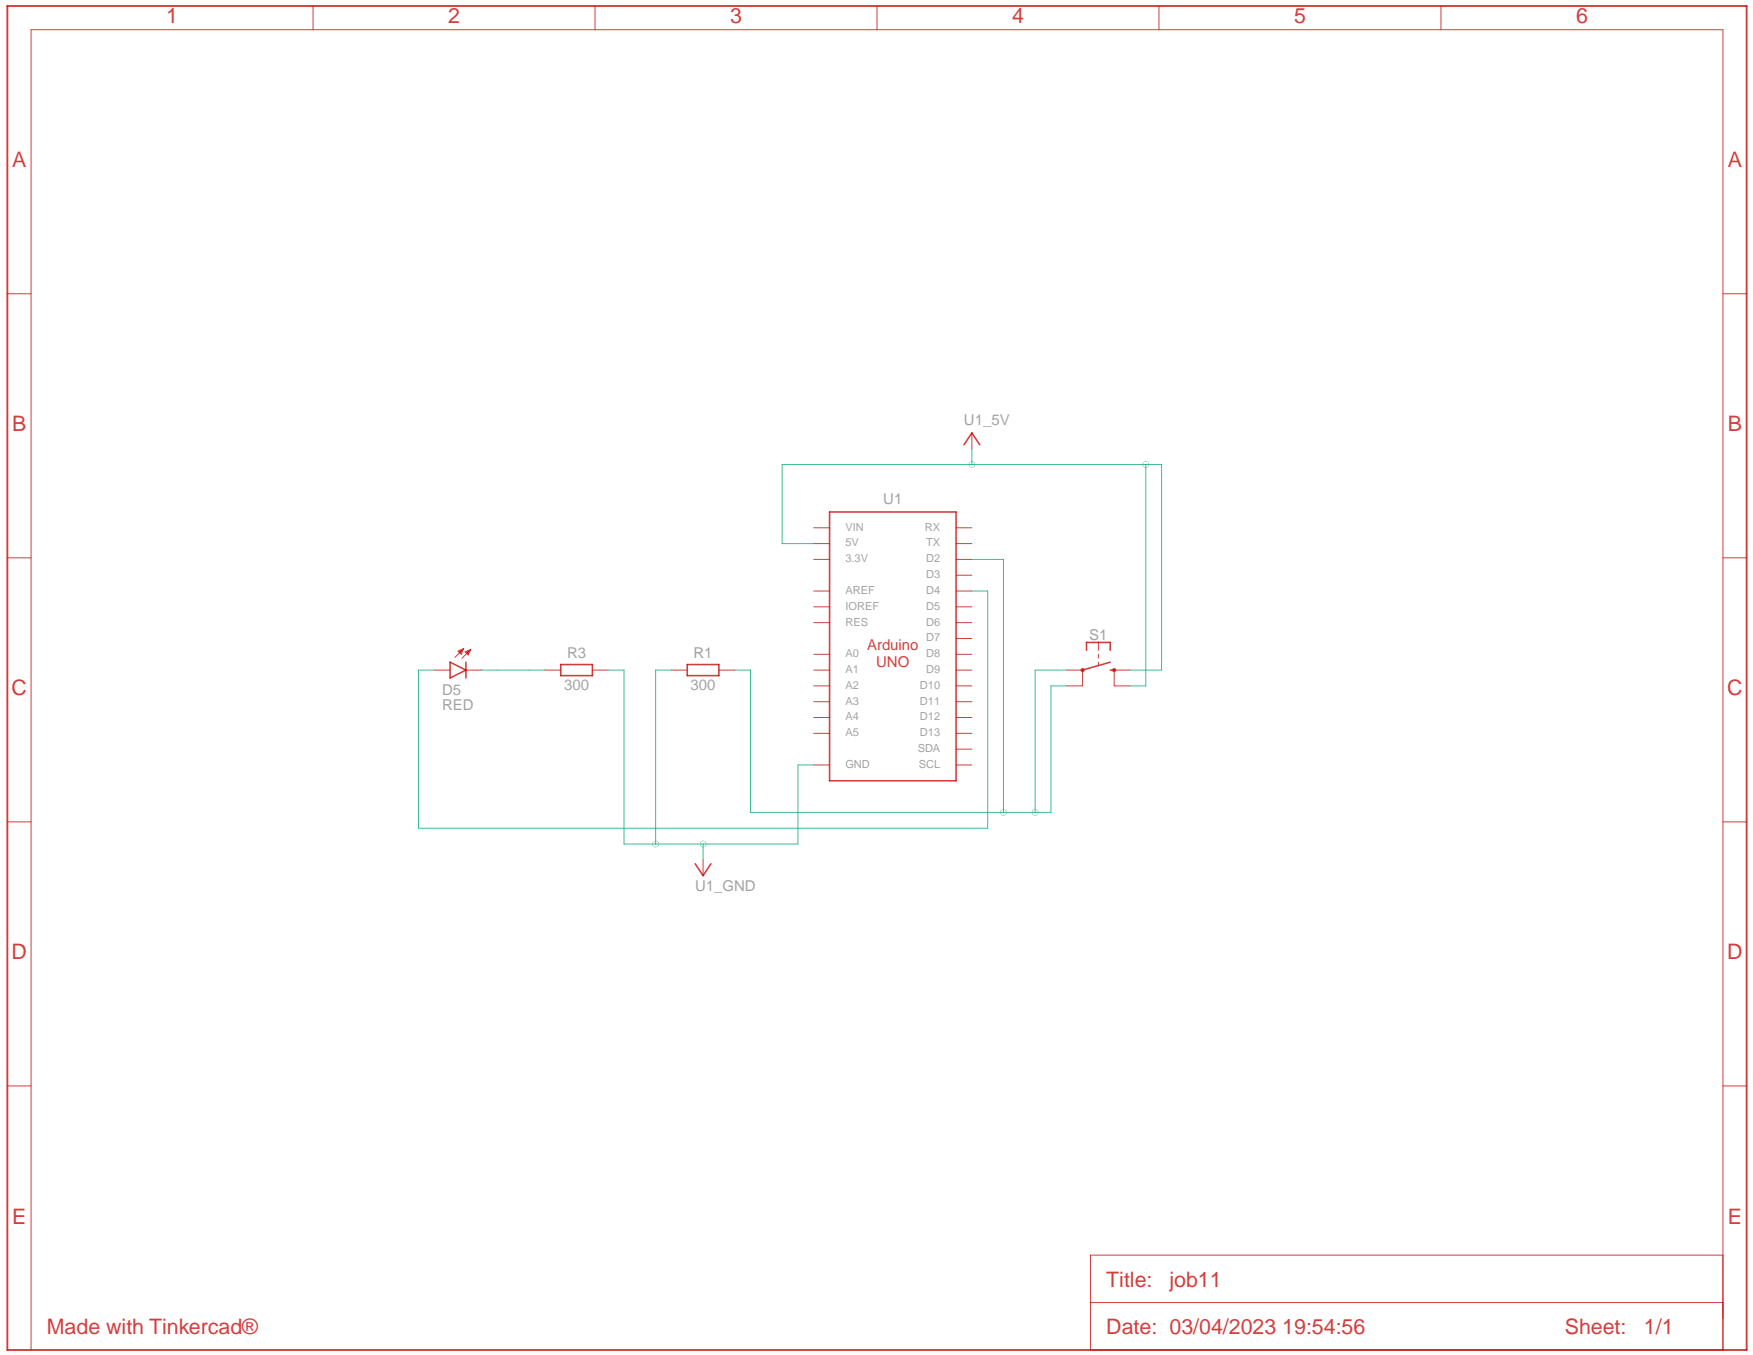 1 2 3 4 5 6
A A
B B
U1_5V
U1
VIN RX
5V TX
3.3V D2
D3
AREF D4
IOREF D5
RES D6
D7
Arduino
UNO
A0 D8
A1 D9
A2 D10
A3 D11
A4 D12
A5 D13
SDA
GND SCL
S1
R3 R1
300 300
D5
RED
C C
U1_GND
D D
E E
Title: job11
Made with Tinkercad®
Date: 03/04/2023 19:54:56 Sheet: 1/1